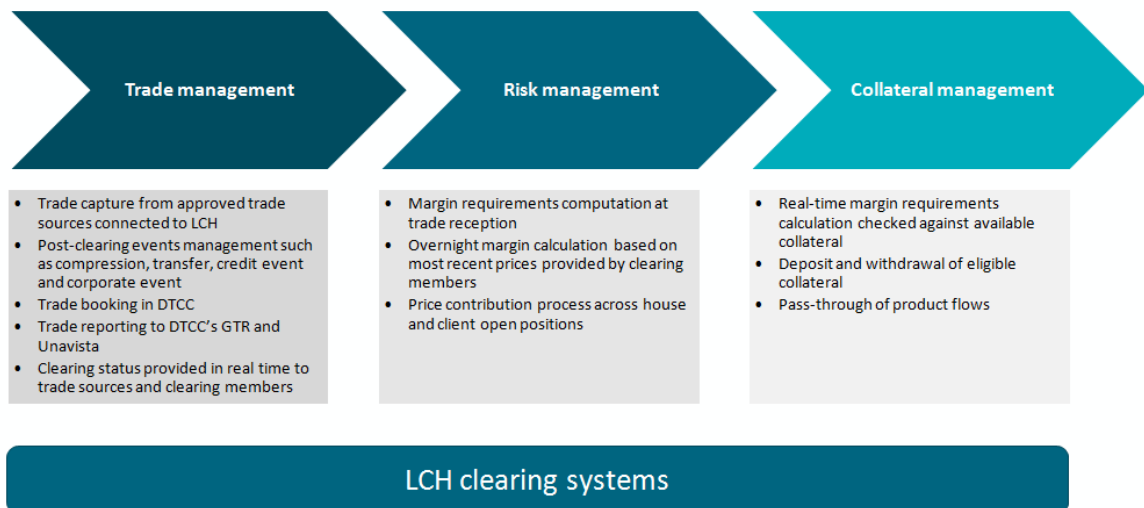 Trade management
Risk management
Collateral management
• Trade capture from approved trade
sources connected to LCH
• Post-clearing events management such
as compression, transfer, credit event
and corporate event
• Trade booking in DTCC
• Trade reporting to DTCC's GTR and
Unavista
• Clearing status provided in real time to
trade sources and clearing members
• Margin requirements computation at
trade reception
• Overnight margin calculation based on
most recent prices provided by clearing
members
• Price contribution process across house
and client open positions
• Real-time margin requirements
calculation checked against available
collateral
• Deposit and withdrawal of eligible
collateral
• Pass-through of product flows
LCH clearing systems